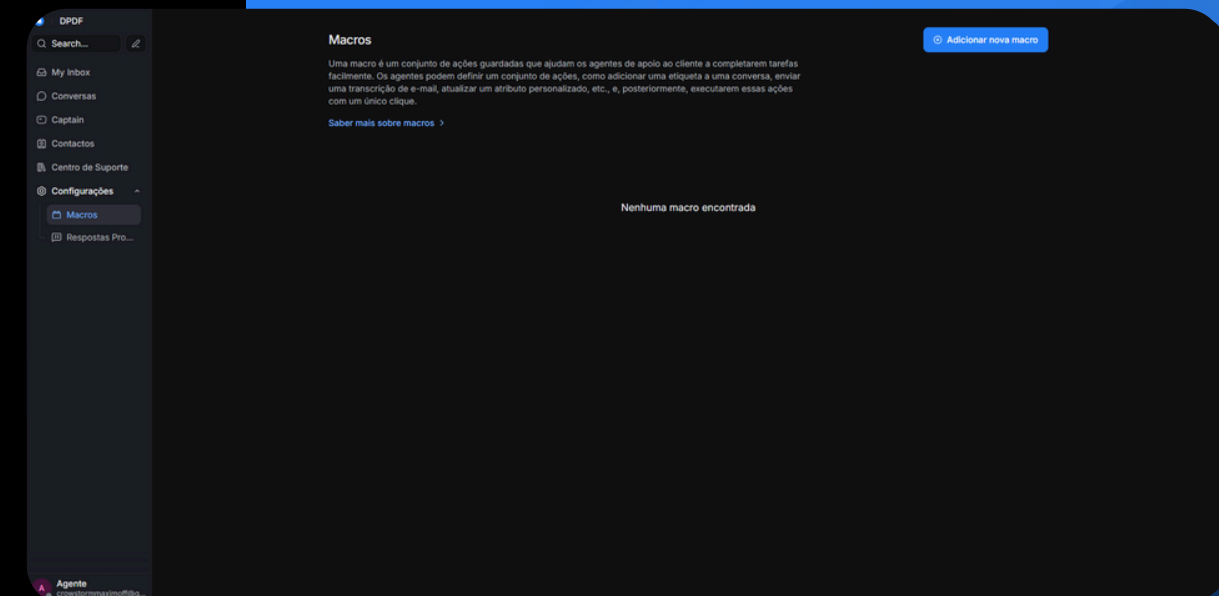 DPDF
Search...
My Inbox
Conversas
Captain
Contactos
Centro de Suporte
Configurações
Macros
Respostas Pro...
Agente
crowstormmaximoff@g...
Macros
Adicionar nova macro
Uma macro é um conjunto de ações guardadas que ajudam os agentes de apoio ao cliente a completarem tarefas
facilmente. Os agentes podem definir um conjunto de ações, como adicionar uma etiqueta a uma conversa, enviar
uma transcrição de e-mail, atualizar um atributo personalizado, etc., e, posteriormente, executarem essas ações
com um único clique.
Saber mais sobre macros
Nenhuma macro encontrada